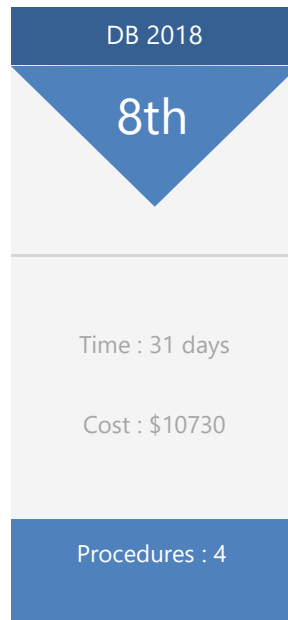 DB 2018
8th
Time : 31 days
Cost : $10730
Procedures : 4